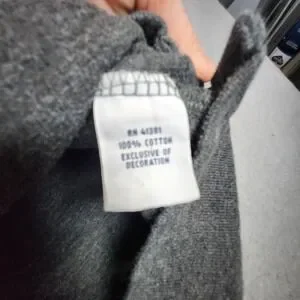 RN 41381
100% COTTON
EXCLUSIVE OF
DECORATION